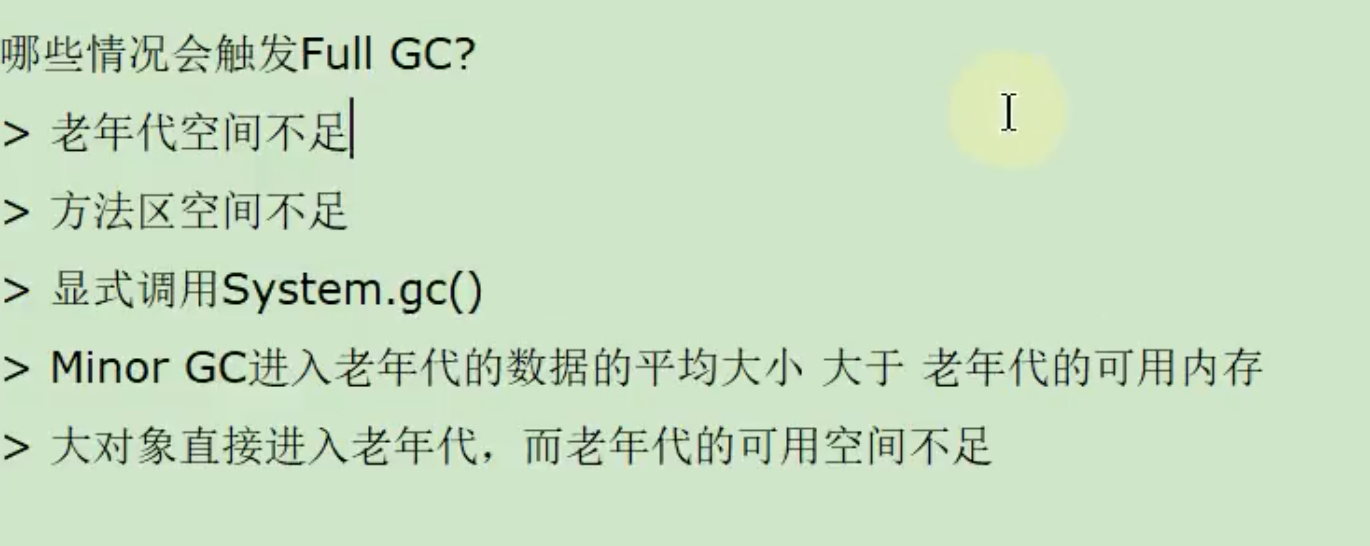 哪些情况会触发Full GC?
> 老年代空间不足
> 方法区空间不足
> 显式调用System.gc()
> Minor GC进入老年代的数据的平均大小 大于 老年代的可用内存
> 大对象直接进入老年代，而老年代的可用空间不足